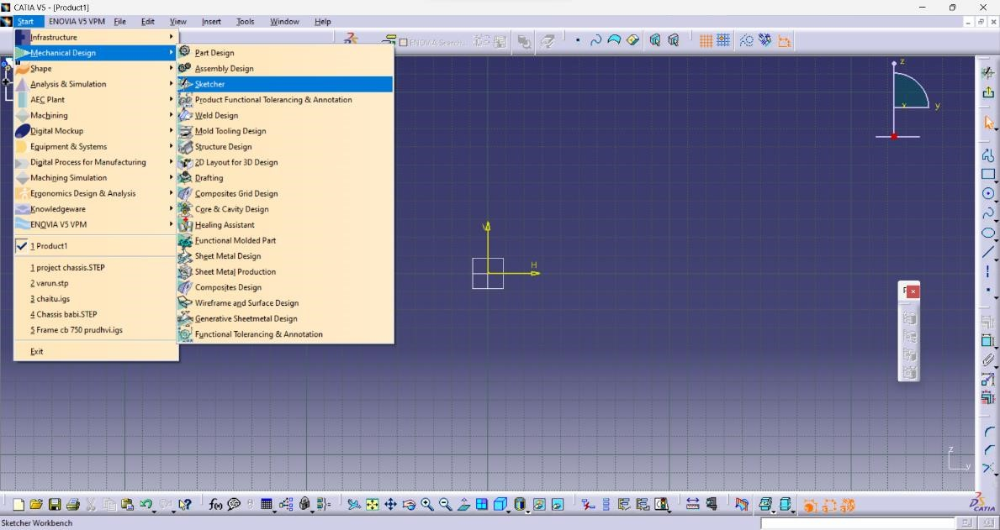 CATIA V5 - [Product1]
Start ENOVIA V5 VPM File Edit View Insert Tools Window Help
Infrastructure
Mechanical Design
Shape
Analysis & Simulation
AEC Plant
Machining
Digital Mockup
Equipment & Systems
Digital Process for Manufacturing
Machining Simulation
Ergonomics Design & Analysis
Knowledgeware
ENOVIA V5 VPM
1 Product1
1 project chassis.STEP
2 varun.stp
3 chaitu.igs
4 Chassis babi.STEP
5 Frame cb 750 prudhvi.igs
Exit
Part Design
Assembly Design
Sketcher
Product Functional Tolerancing & Annotation
Weld Design
Mold Tooling Design
Structure Design
2D Layout for 3D Design
Drafting
Composites Grid Design
Core & Cavity Design
Healing Assistant
Functional Molded Part
Sheet Metal Design
Sheet Metal Production
Composites Design
Wireframe and Surface Design
Generative Sheetmetal Design
Functional Tolerancing & Annotation
ENOVIA Search...
z
x
y
V
H
z
y
f(x)
CATIA
Sketcher Workbench